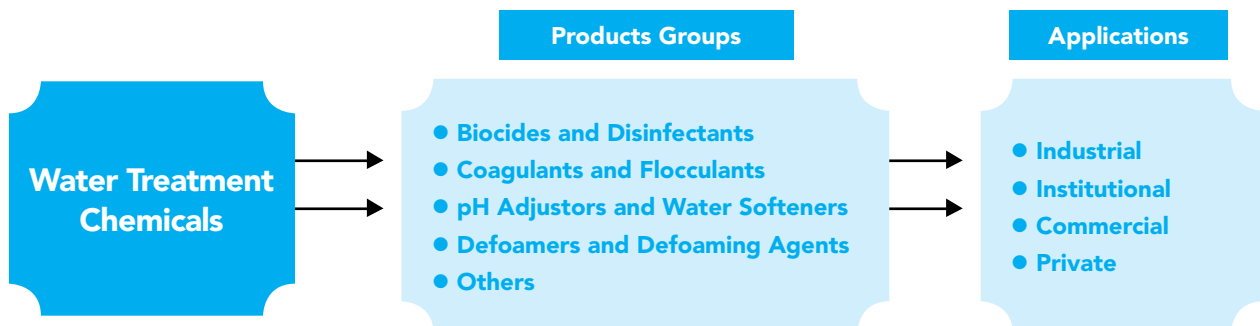 Products Groups
Applications
Water Treatment
Chemicals
Biocides and Disinfectants
Coagulants and Flocculants
pH Adjustors and Water Softeners
Defoamers and Defoaming Agents
Others
Industrial
Institutional
Commercial
Private